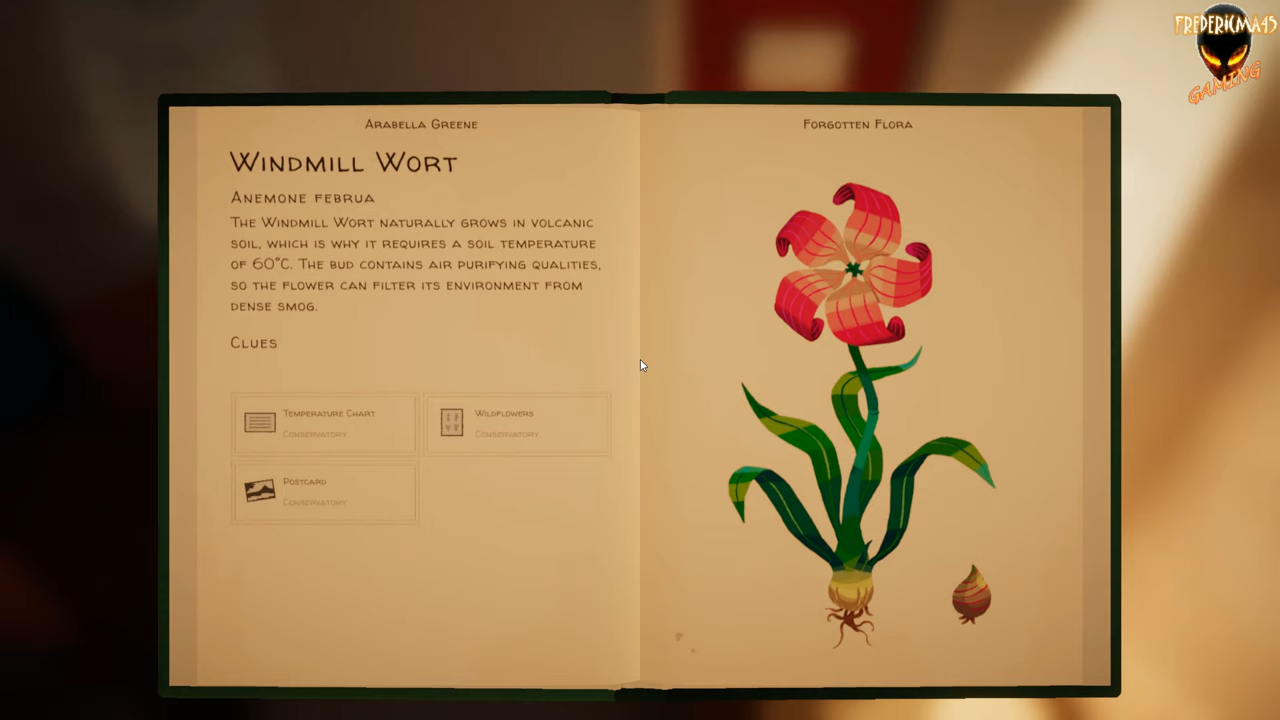 FREDERICMA45
GAMING
Arabella Greene
Forgotten Flora
Windmill Wort
Anemone februa
The Windmill Wort naturally grows in volcanic
soil, which is why it requires a soil temperature
of 60°C. The bud contains air purifying qualities,
so the flower can filter its environment from
dense smog.
Clues
Temperature Chart
Conservatory
Wildflowers
Conservatory
Postcard
Conservatory